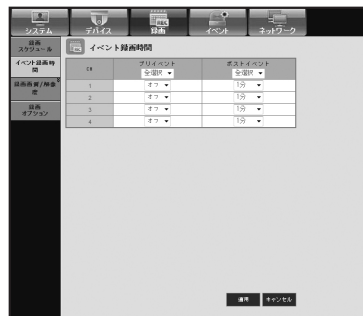 システム デバイス 録画 イベント ネットワーク
録画
スケジュール
イベント録画時
間
録画画質/解像
度
録画
オプション
イベント録画時間
CH プリイベント ポストイベント
全選択 全選択
1 オフ 1分
2 オフ 1分
3 オフ 1分
4 オフ 1分
適用 キャンセル